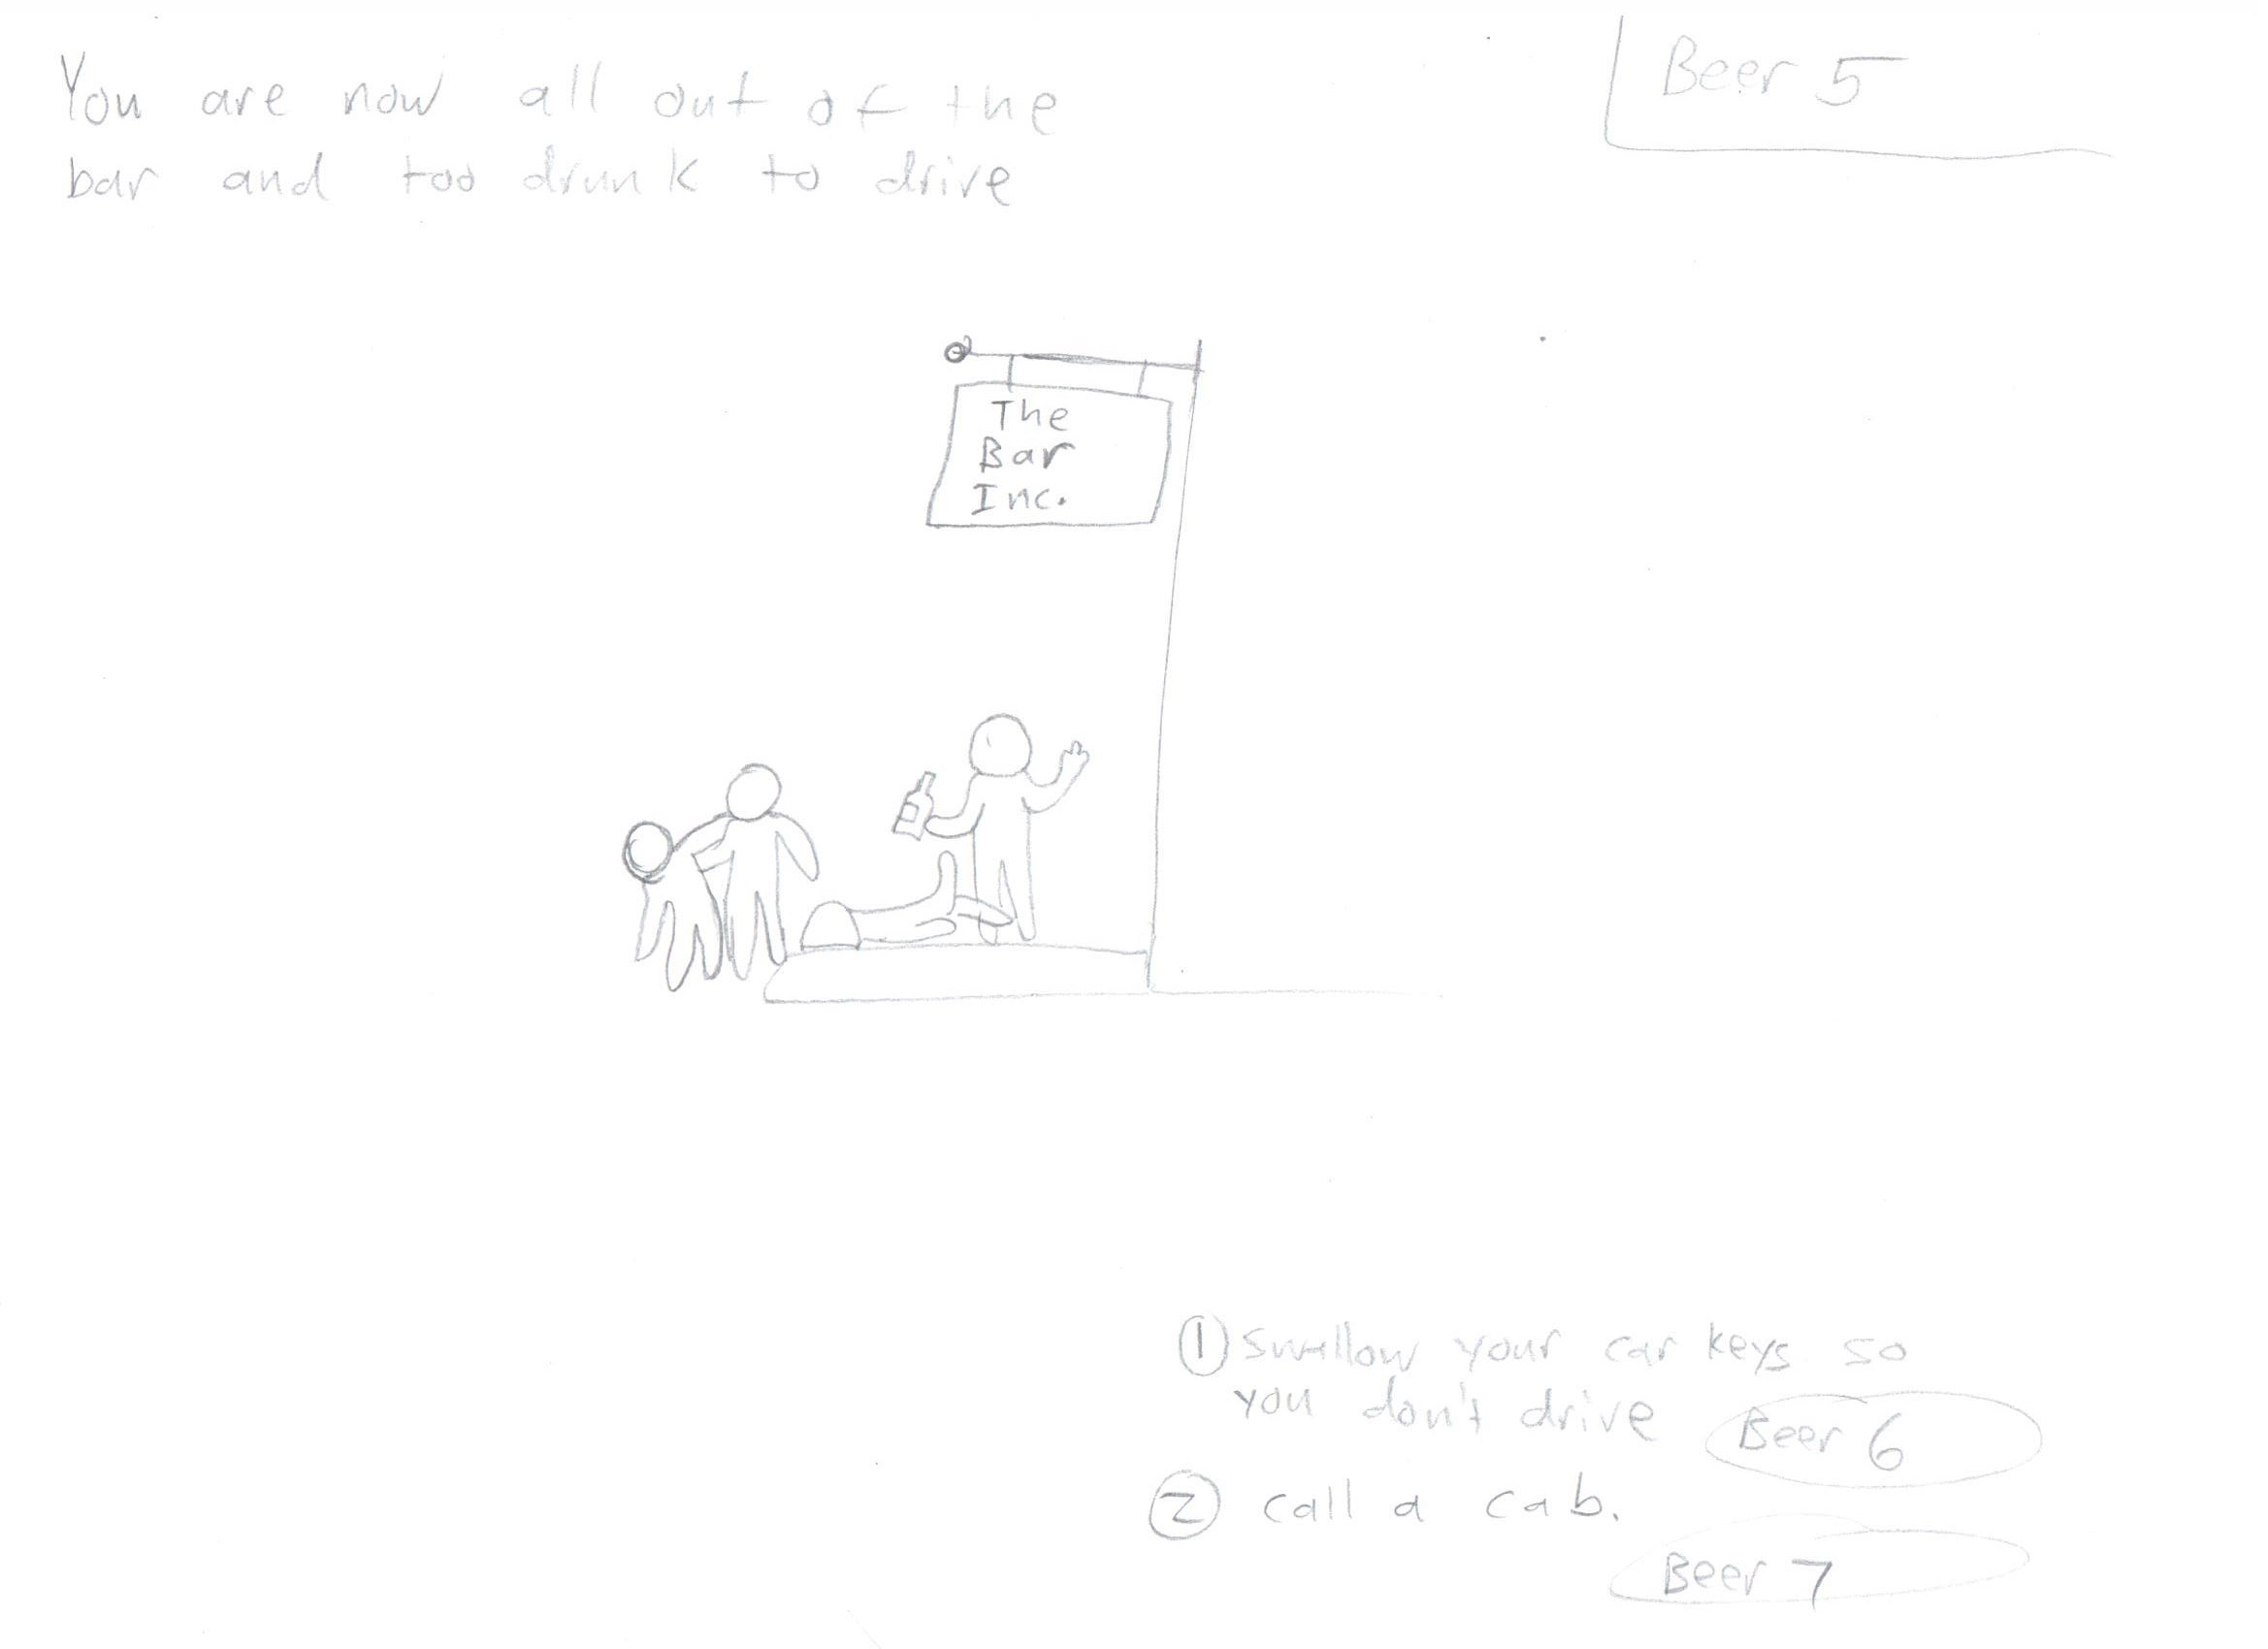 You are now all out of the
Beer 5
bar and too drunk to drive
The
Bar
Inc.
① Swallow your car keys so
you don't drive Beer 6
② call a cab.
Beer 7